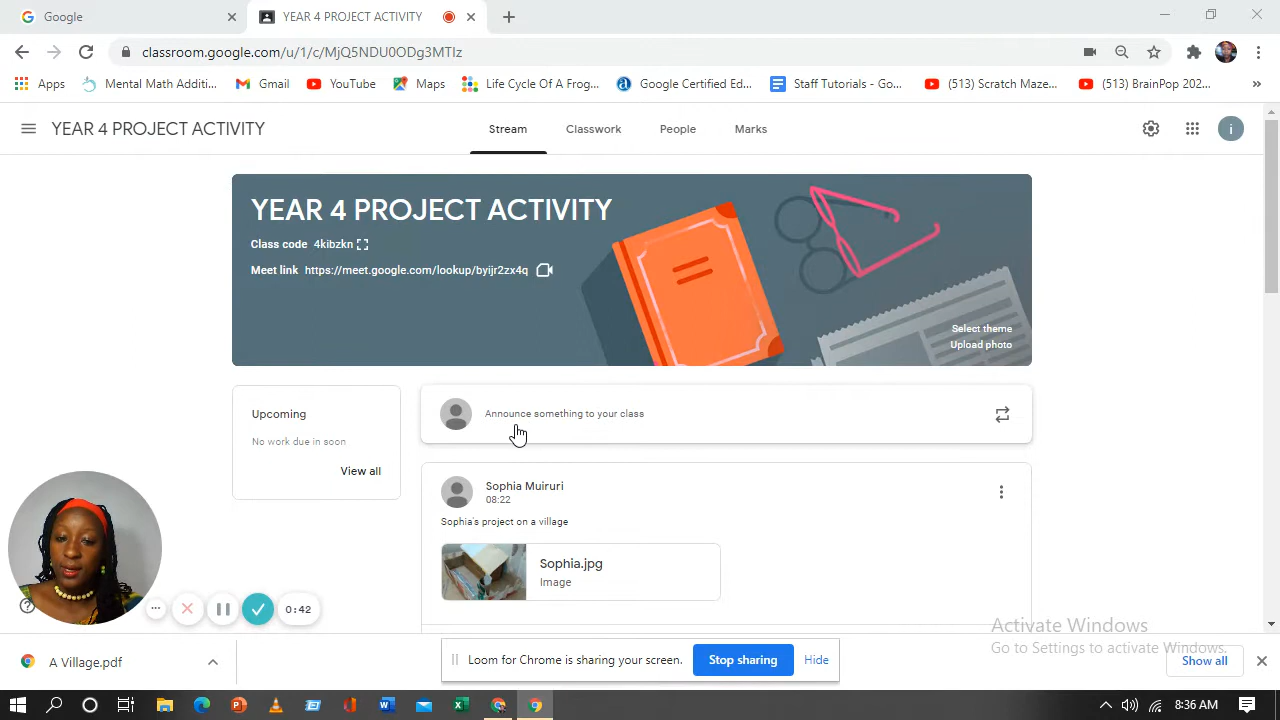 Google
YEAR 4 PROJECT ACTIVITY
classroom.google.com/u/1/c/MjQ5NDU0ODg3MTIz
Apps
Mental Math Additi...
Gmail
YouTube
Maps
Life Cycle Of A Frog...
Google Certified Ed...
Staff Tutorials - Go...
(513) Scratch Maze...
(513) BrainPop 202...
YEAR 4 PROJECT ACTIVITY
Stream
Classwork
People
Marks
i
YEAR 4 PROJECT ACTIVITY
Class code 4kibzkn
Meet link https://meet.google.com/lookup/byijr2zx4q
Select theme
Upload photo
Upcoming
No work due in soon
View all
Announce something to your class
Sophia Muiruri
08:22
Sophia's project on a village
Sophia.jpg
Image
0:42
Activate Windows
Go to Settings to activate Windows.
A Village.pdf
Loom for Chrome is sharing your screen.
Stop sharing
Hide
Show all
8:36 AM